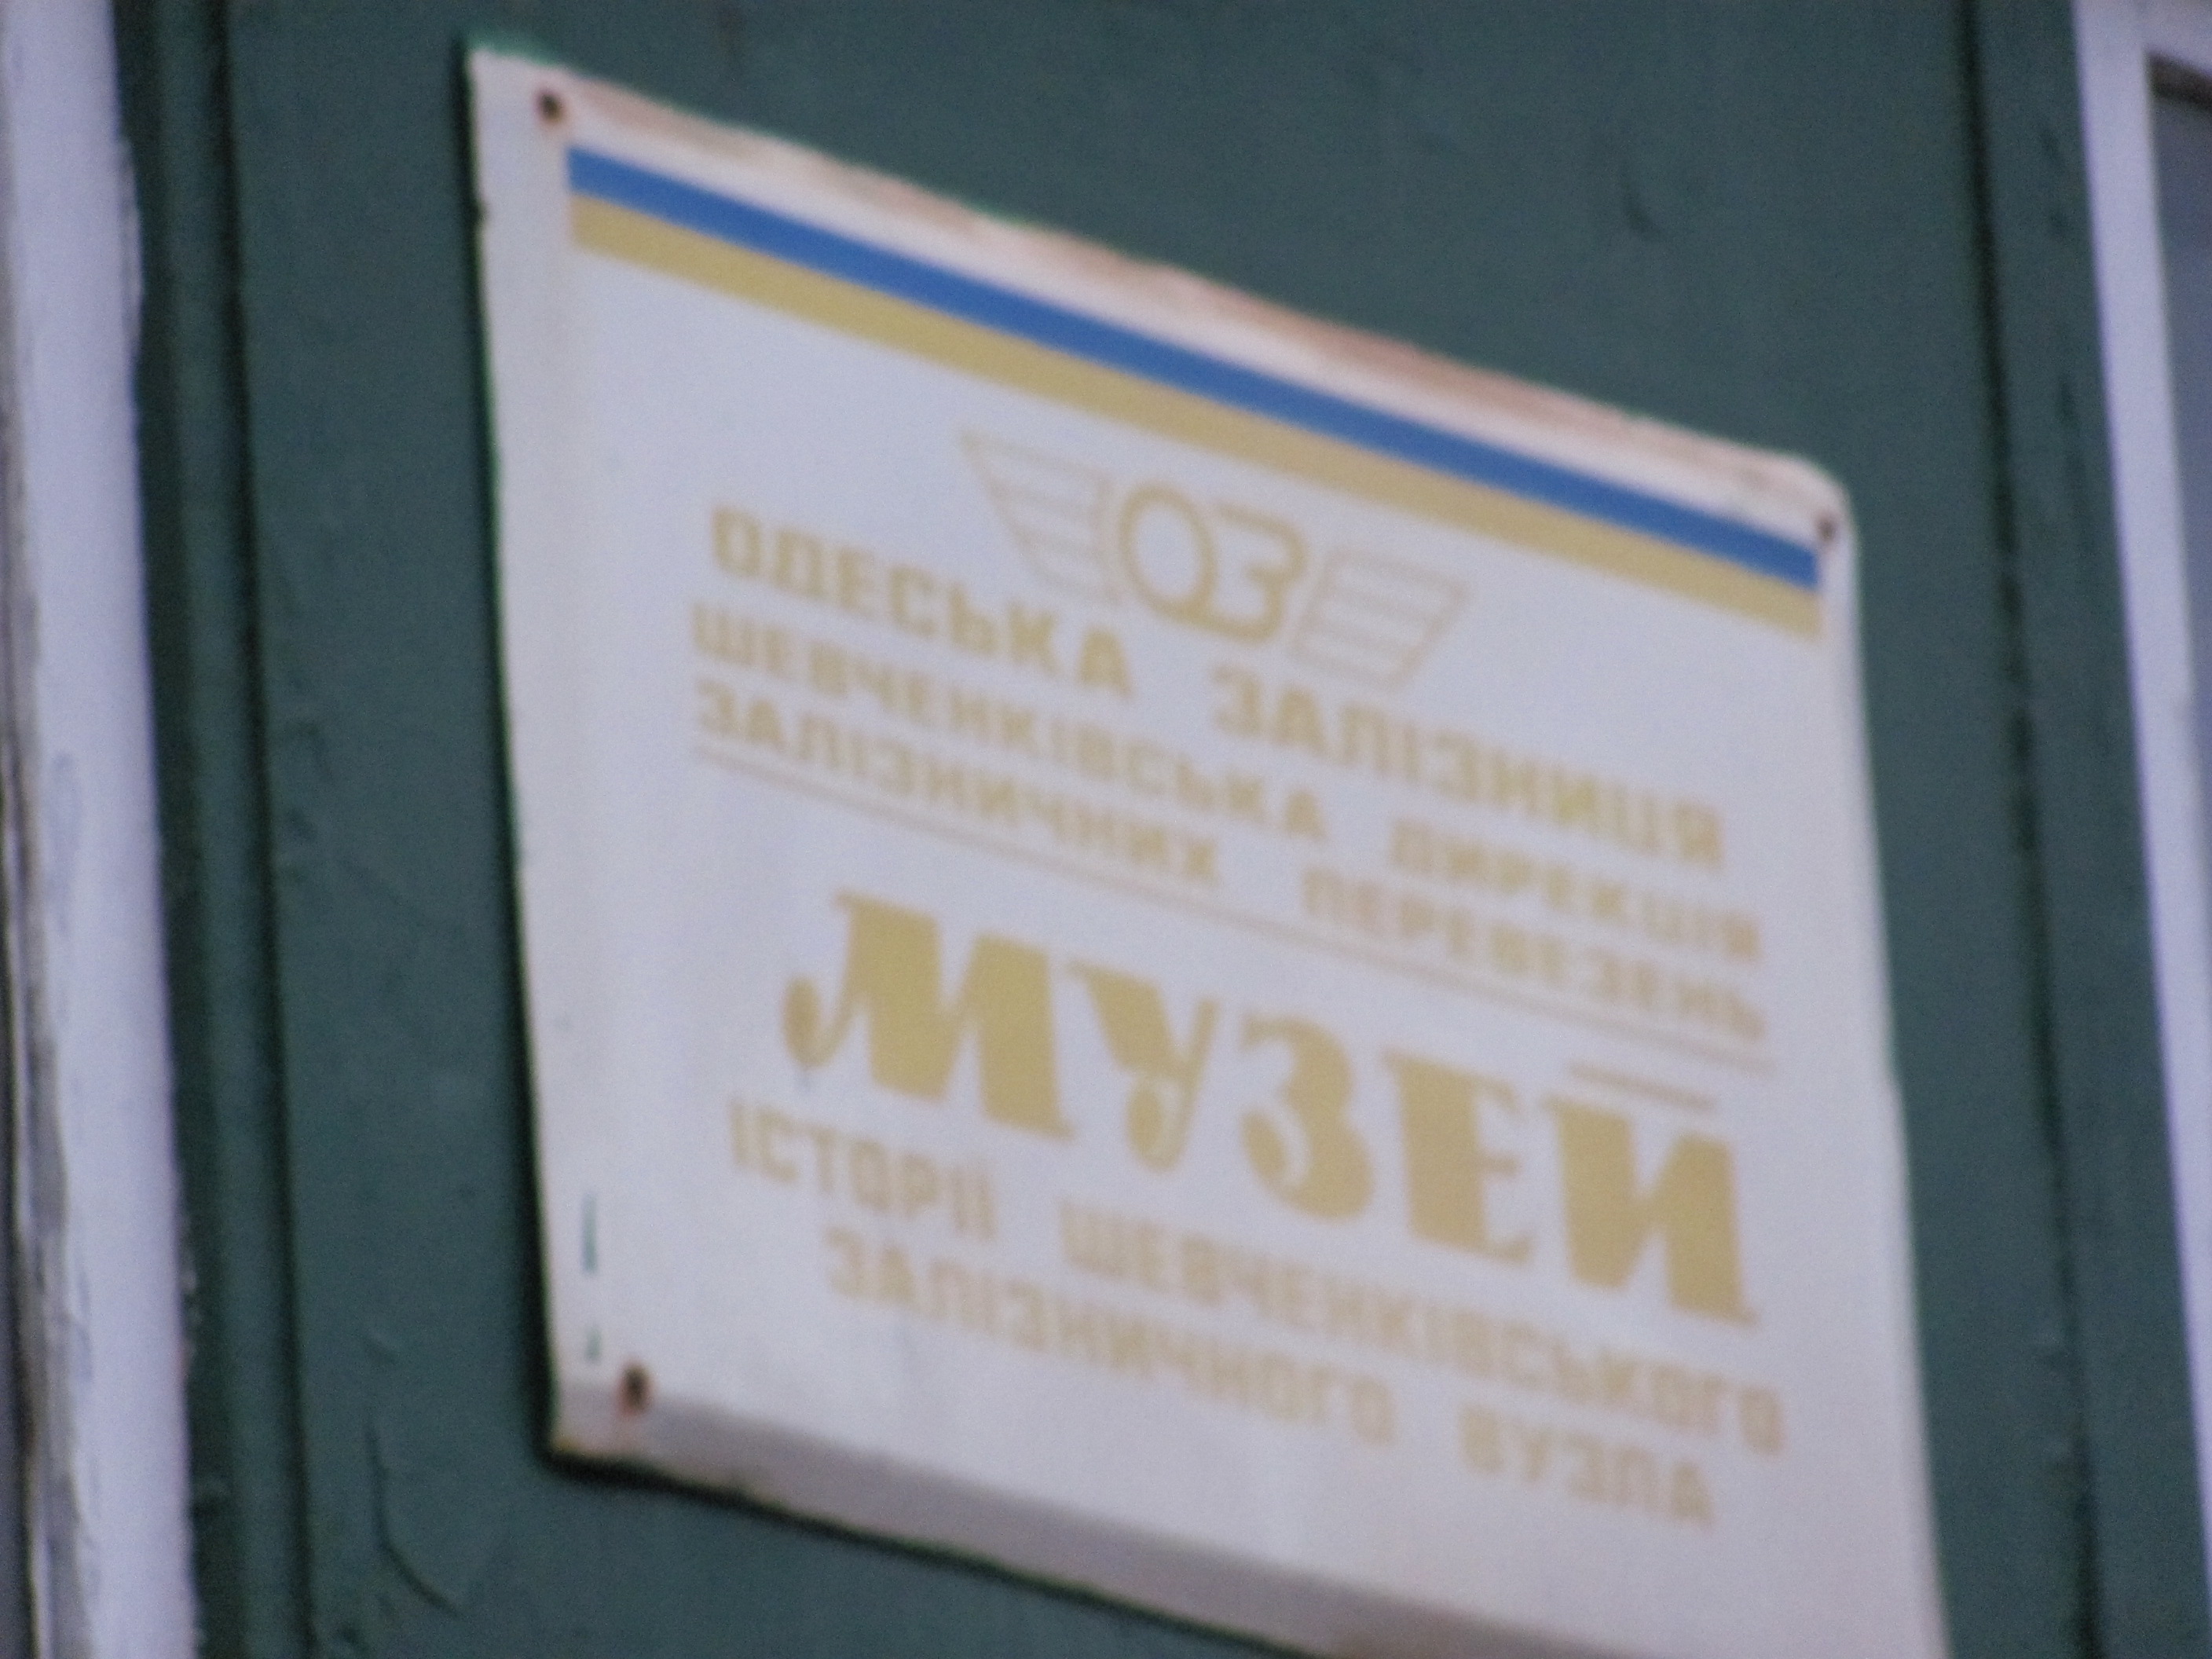 ОЗ
ОДЕСЬКА ЗАЛІЗНИЦЯ
ШЕВЧЕНКІВСЬКА ДИРЕКЦІЯ
ЗАЛІЗНИЧНИХ ПЕРЕВЕЗЕНЬ
МУЗЕЙ
ІСТОРІЇ ШЕВЧЕНКІВСЬКОГО
ЗАЛІЗНИЧНОГО ВУЗЛА